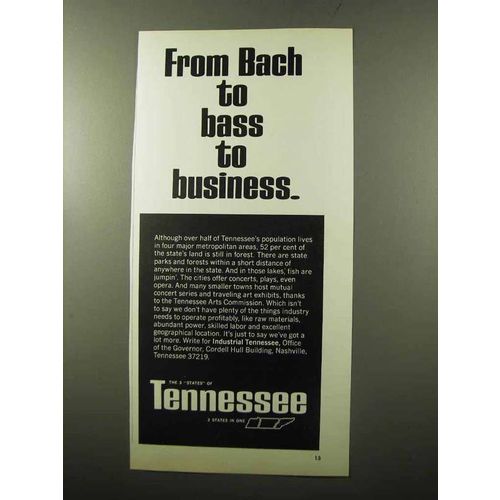 From Bach
to
bass
to
business.
Although over half of Tennessee's population lives
in four major metropolitan areas, 52 per cent of
the state's land is still in forest. There are state
parks and forests within a short distance of
anywhere in the state. And in those lakes, fish are
jumpin'. The cities offer concerts, plays, even
opera. And many smaller towns host mutual
concert series and traveling art exhibits, thanks
to the Tennessee Arts Commission. Which isn't
to say we don't have plenty of the things industry
needs to operate profitably, like raw materials,
abundant power, skilled labor and excellent
geographical location. It's just to say we've got a
lot more. Write for Industrial Tennessee, Office
of the Governor, Cordell Hull Building, Nashville,
Tennessee 37219.
THE 3 "STATES" OF
Tennessee
3 STATES IN ONE
15